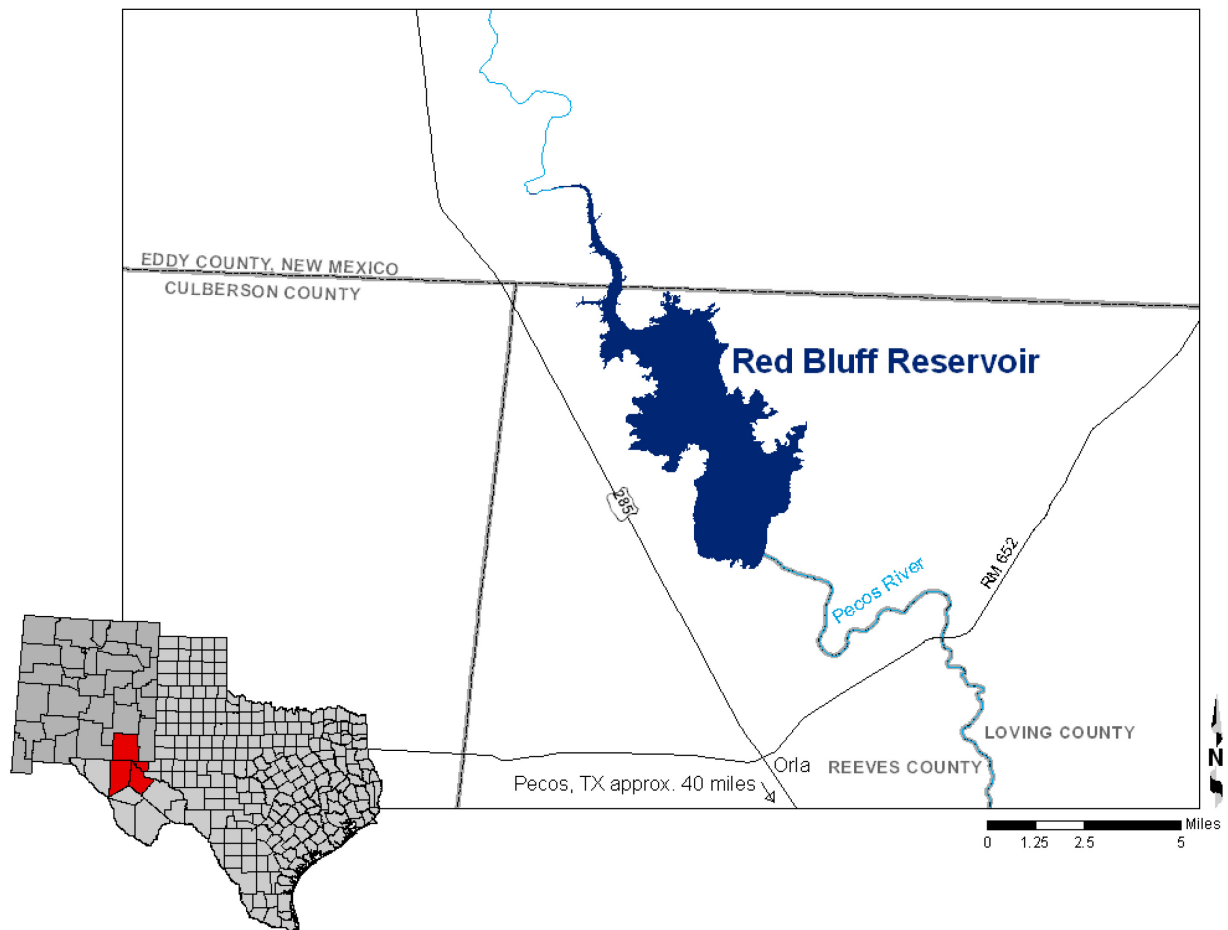 EDDY COUNTY, NEW MEXICO
CULBERSON COUNTY
Red Bluff Reservoir
285
RM 652
Pecos River
LOVING COUNTY
Orla
REEVES COUNTY
Pecos, TX approx. 40 miles
N
Miles
0 1.25 2.5 5